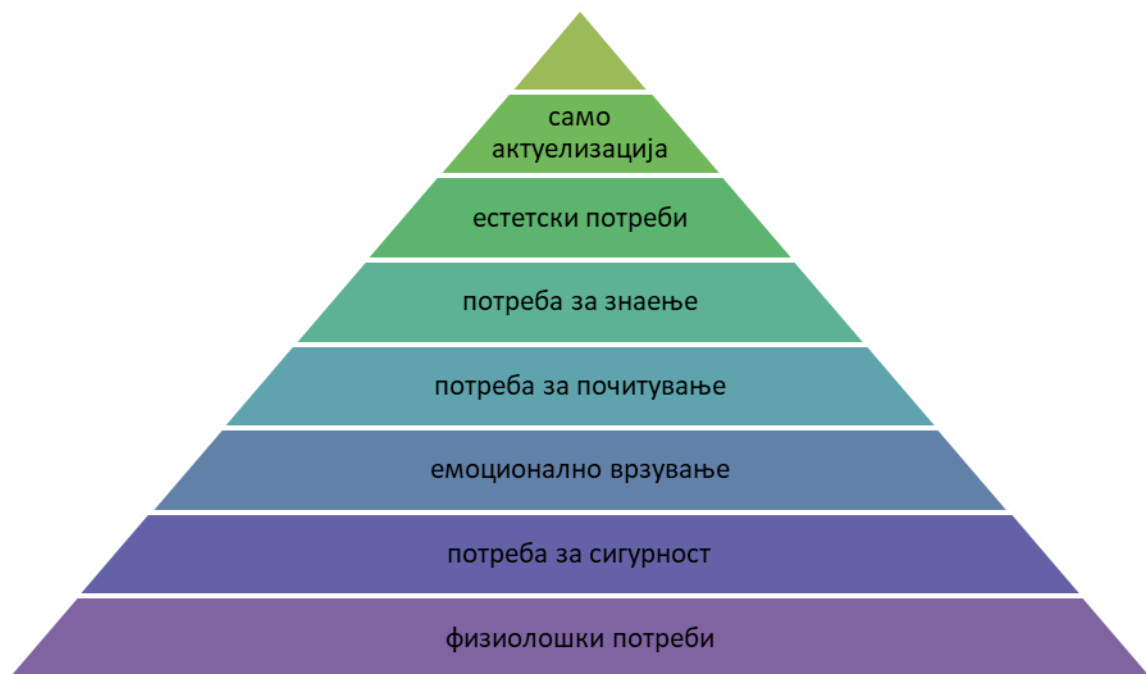 само
актуелизација
естетски потреби
потреба за знаење
потреба за почитување
емоционално врзување
потреба за сигурност
физиолошки потреби